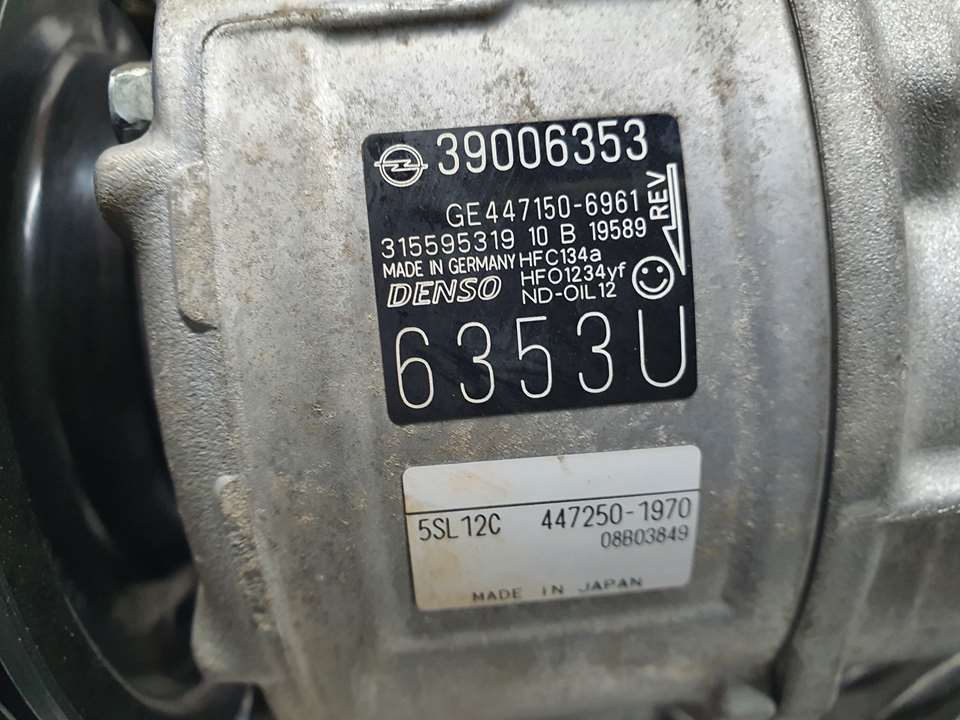 39006353
GE447150-6961
REV
315595319 10 B 19589
MADE IN GERMANY HFC134a
HFO1234yf
DENSO ND-OIL12
6353U
5SL12C 447250-1970
08B03849
MADE IN JAPAN